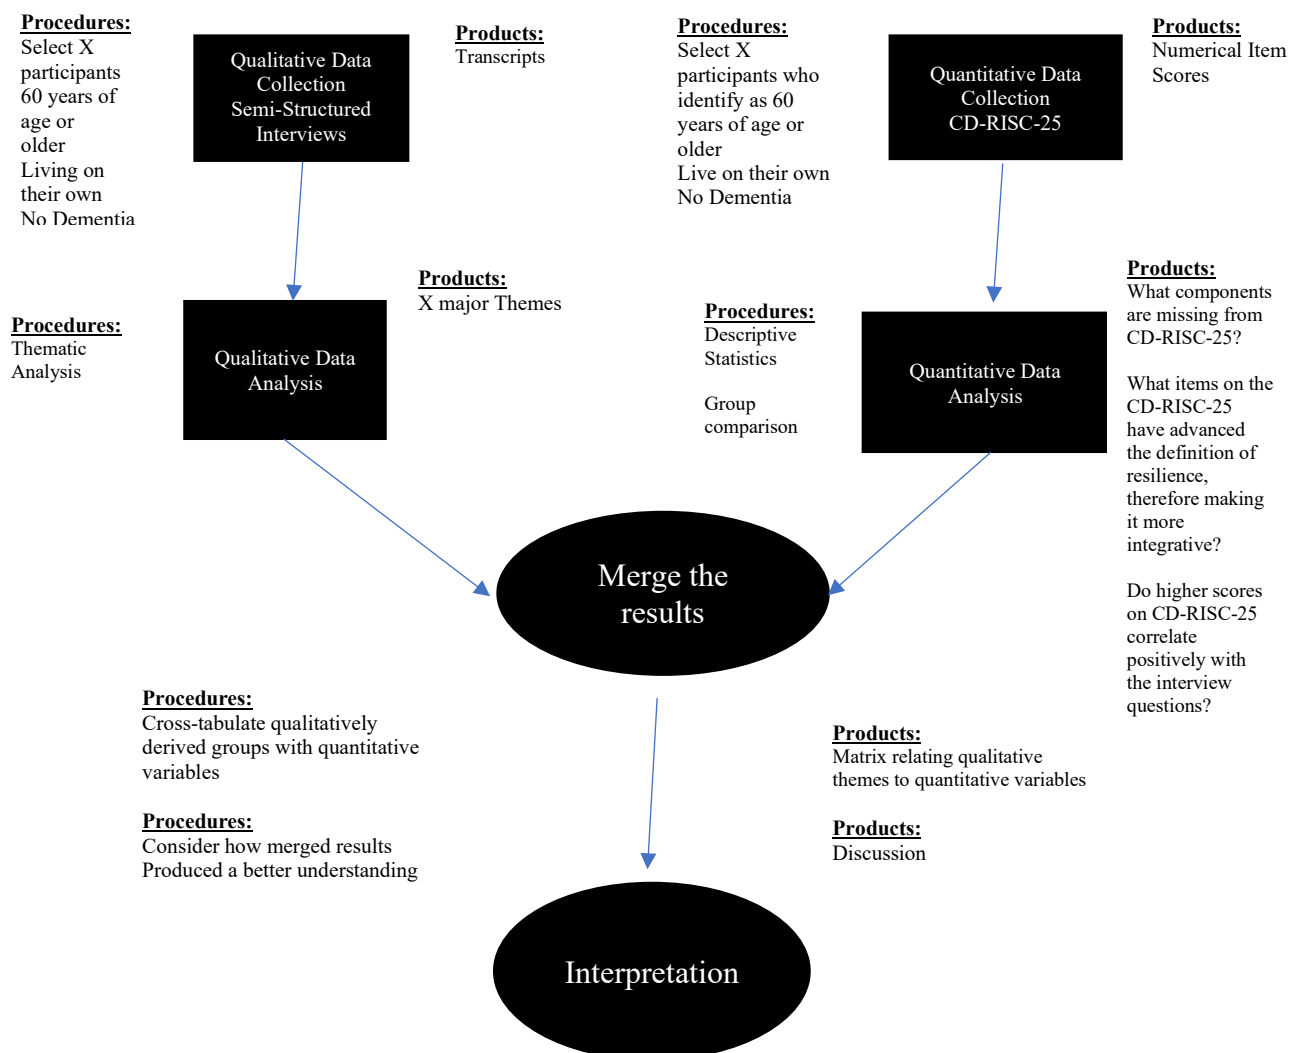 Procedures:
Select X
participants
60 years of
age or
older
Living on
their own
No Dementia
Qualitative Data
Collection
Semi-Structured
Interviews
Products:
Transcripts
Procedures:
Select X
participants who
identify as 60
years of age or
older
Live on their own
No Dementia
Quantitative Data
Collection
CD-RISC-25
Products:
Numerical Item
Scores
Procedures:
Thematic
Analysis
Qualitative Data
Analysis
Products:
X major Themes
Procedures:
Descriptive
Statistics
Group
comparison
Quantitative Data
Analysis
Products:
What components
are missing from
CD-RISC-25?
What items on the
CD-RISC-25
have advanced
the definition of
resilience,
therefore making
it more
integrative?
Do higher scores
on CD-RISC-25
correlate
positively with
the interview
questions?
Merge the
results
Procedures:
Cross-tabulate qualitatively
derived groups with quantitative
variables
Procedures:
Consider how merged results
Produced a better understanding
Products:
Matrix relating qualitative
themes to quantitative variables
Products:
Discussion
Interpretation